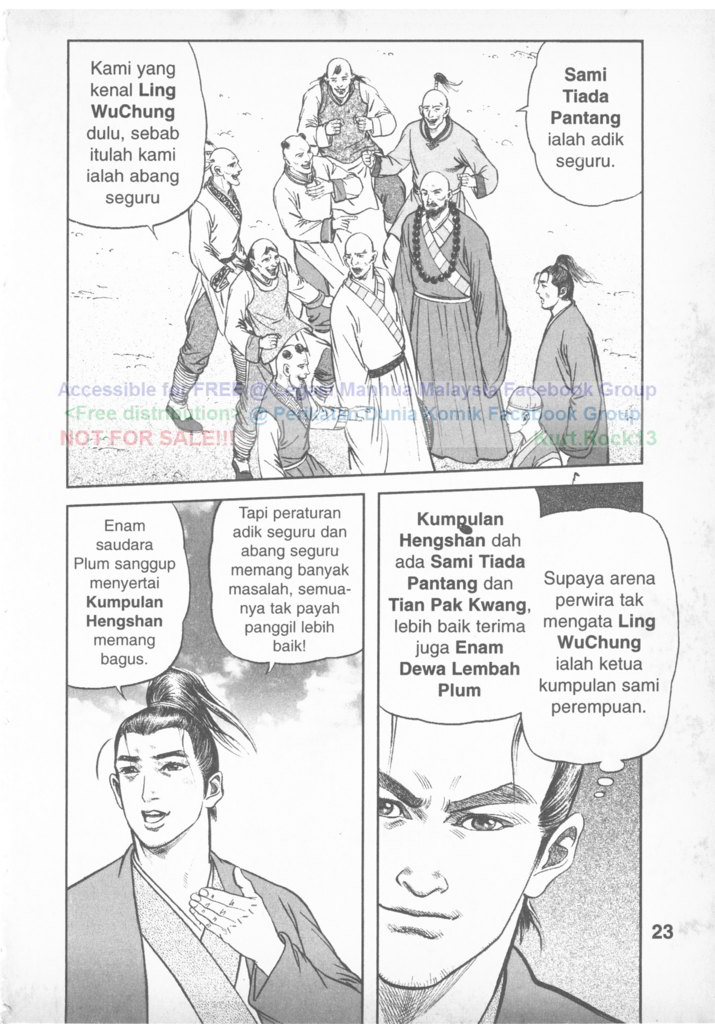 Kami yang
kenal Ling
WuChung
dulu, sebab
itulah kami
ialah abang
seguru
Sami
Tiada
Pantang
ialah adik
seguru.
Accessible for FREE @ Legasi Manhua Malaysia Facebook Group
<Free distribution> @ Penkatan Dunia Komik Facebook Group
NOT FOR SALE!!!
Kurt Rock13
Enam
saudara
Plum sanggup
menyertai
Kumpulan
Hengshan
memang
bagus.
Tapi peraturan
adik seguru dan
abang seguru
memang banyak
masalah, semua-
nya tak payah
panggil lebih
baik!
Kumpulan
Hengshan dah
ada Sami Tiada
Pantang dan
Tian Pak Kwang,
lebih baik terima
juga Enam
Dewa Lembah
Plum
Supaya arena
perwira tak
mengata Ling
WuChung
ialah ketua
kumpulan sami
perempuan.
23